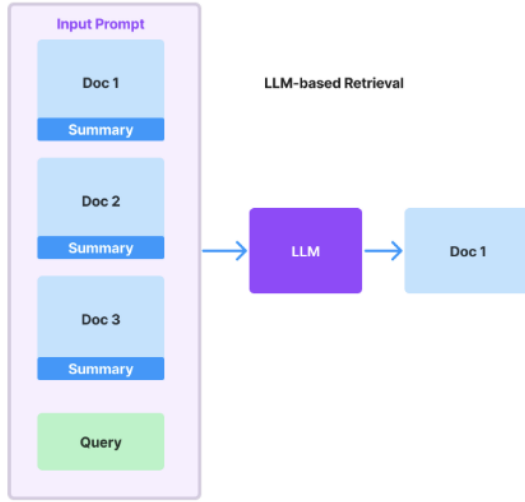 Input Prompt
Doc 1
Summary
Doc 2
Summary
Doc 3
Summary
Query
LLM-based Retrieval
LLM
Doc 1